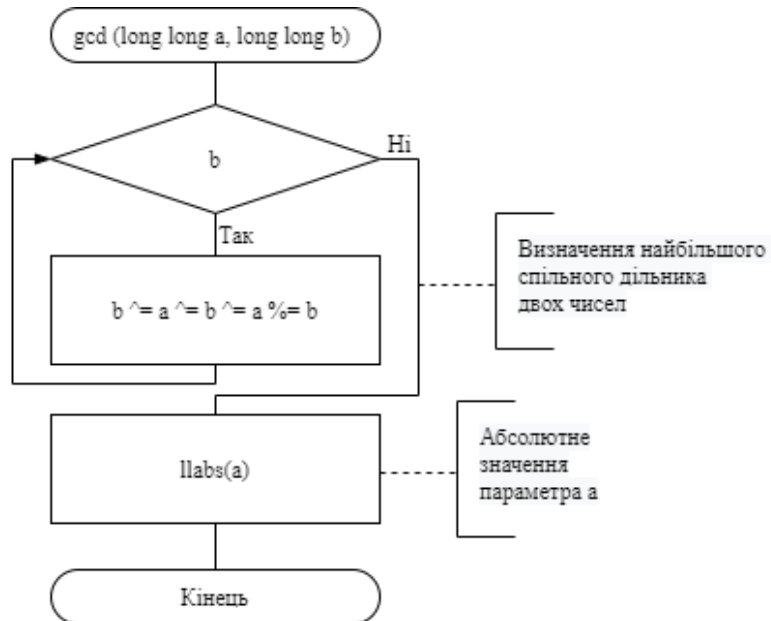 gcd (long long a, long long b)
b
Ні
Так
b ^= a ^= b ^= a %= b
Визначення найбільшого
спільного дільника
двох чисел
llabs(a)
Абсолютне
значення
параметра a
Кінець